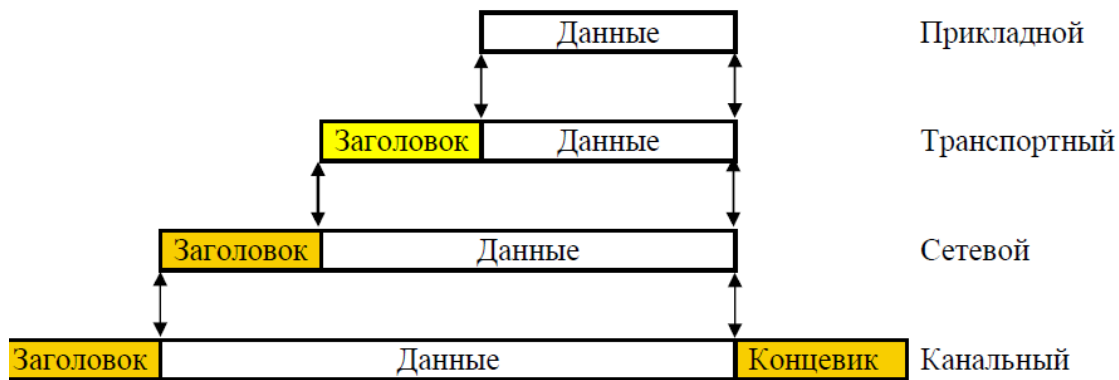 Данные Прикладной
Заголовок Данные Транспортный
Заголовок Данные Сетевой
Заголовок Данные Концевик Канальный